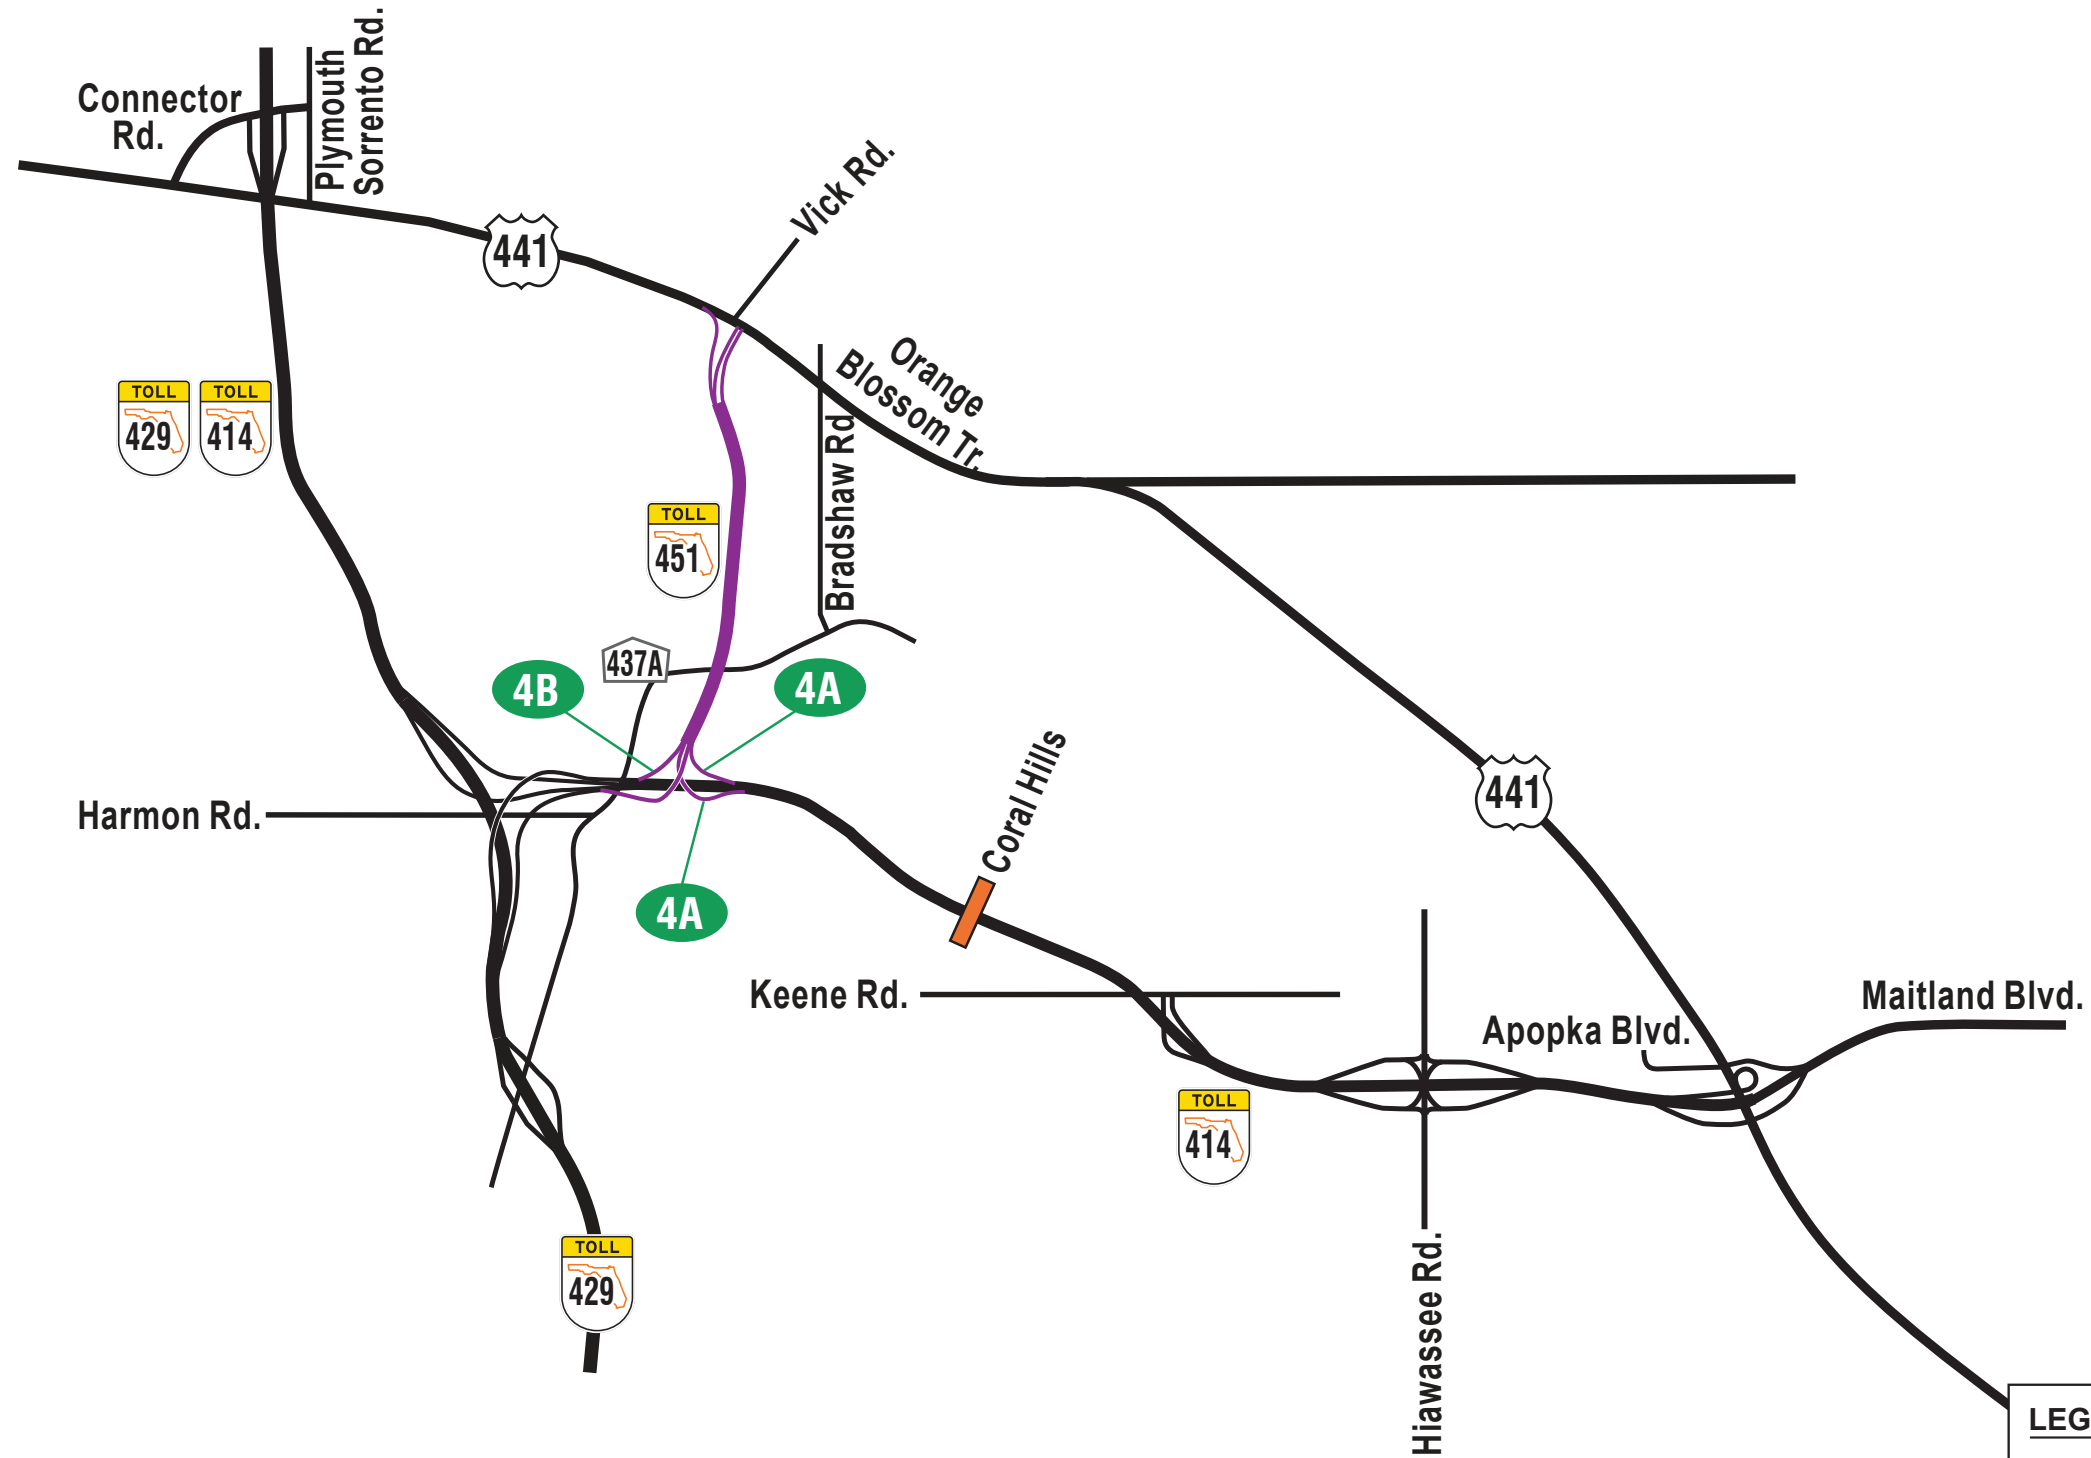 Connector
Rd.
Plymouth
Sorrento Rd.
Vick Rd.
441
Orange
Blossom Tr.
TOLL
429
TOLL
414
Bradshaw Rd
TOLL
451
437A
4B
4A
Coral Hills
441
Harmon Rd.
4A
Keene Rd.
Maitland Blvd.
Apopka Blvd.
TOLL
414
Hiawassee Rd.
TOLL
429
LEG